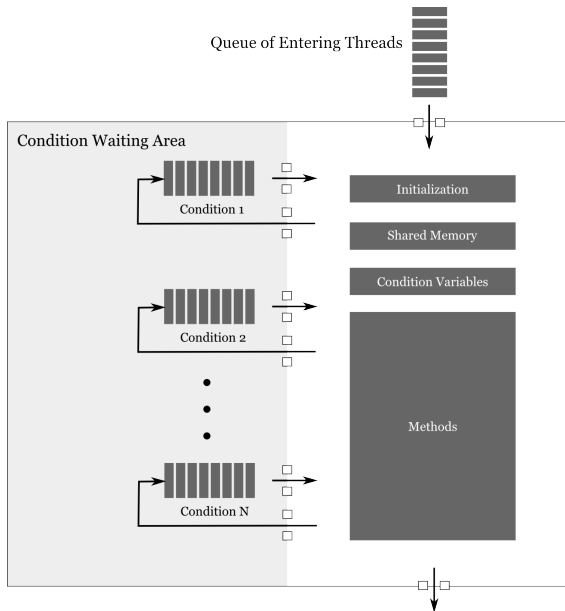 Queue of Entering Threads
Condition Waiting Area
Condition 1
Initialization
Shared Memory
Condition Variables
Condition 2
Methods
Condition N